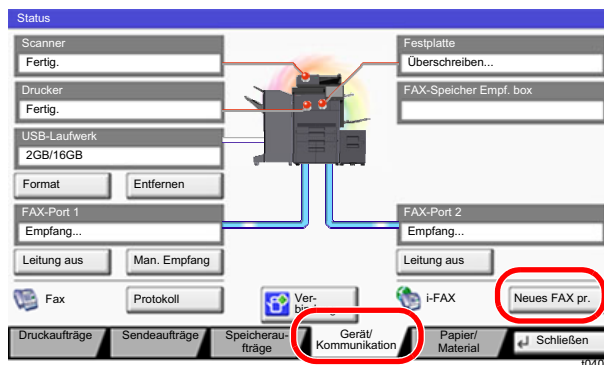 Status
Scanner
Fertig.
Festplatte
Überschreiben...
Drucker
Fertig.
FAX-Speicher Empf. box
USB-Laufwerk
2GB/16GB
Format
Entfernen
FAX-Port 1
Empfang...
FAX-Port 2
Empfang...
Leitung aus
Man. Empfang
Leitung aus
Fax
Protokoll
Ver-
i-FAX
Neues FAX pr.
Druckaufträge
Sendeaufträge
Speicherau-
fträge
Gerät/
Kommunikation
Papier/
Material
Schließen